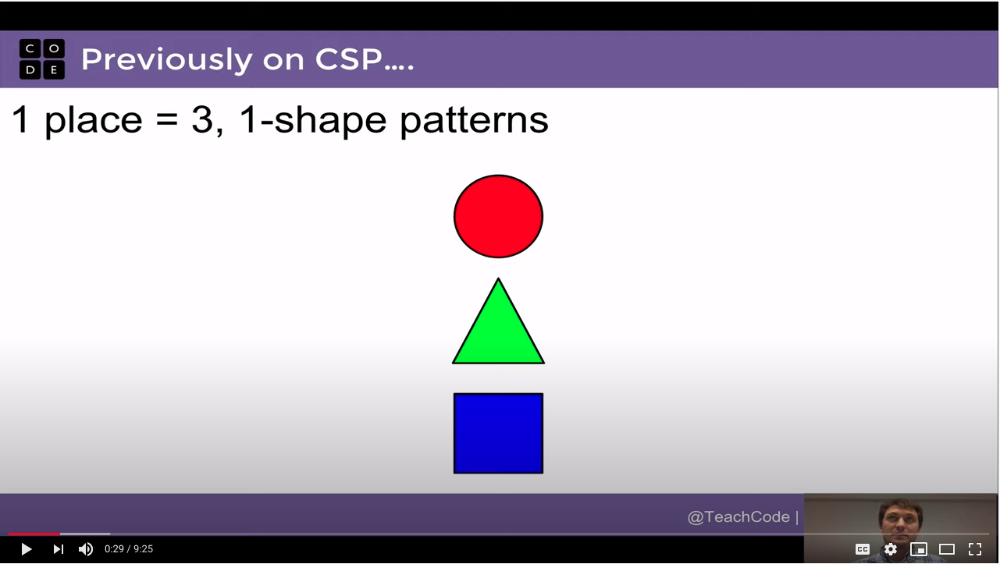 C O
D E
Previously on CSP....
1 place = 3, 1-shape patterns
@TeachCode |
0:29 / 9:25
CC